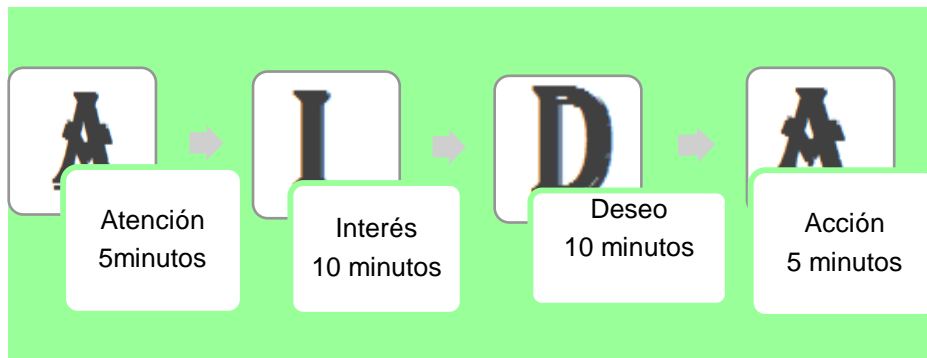 A
I
D
A
Atención
5minutos
Interés
10 minutos
Deseo
10 minutos
Acción
5 minutos